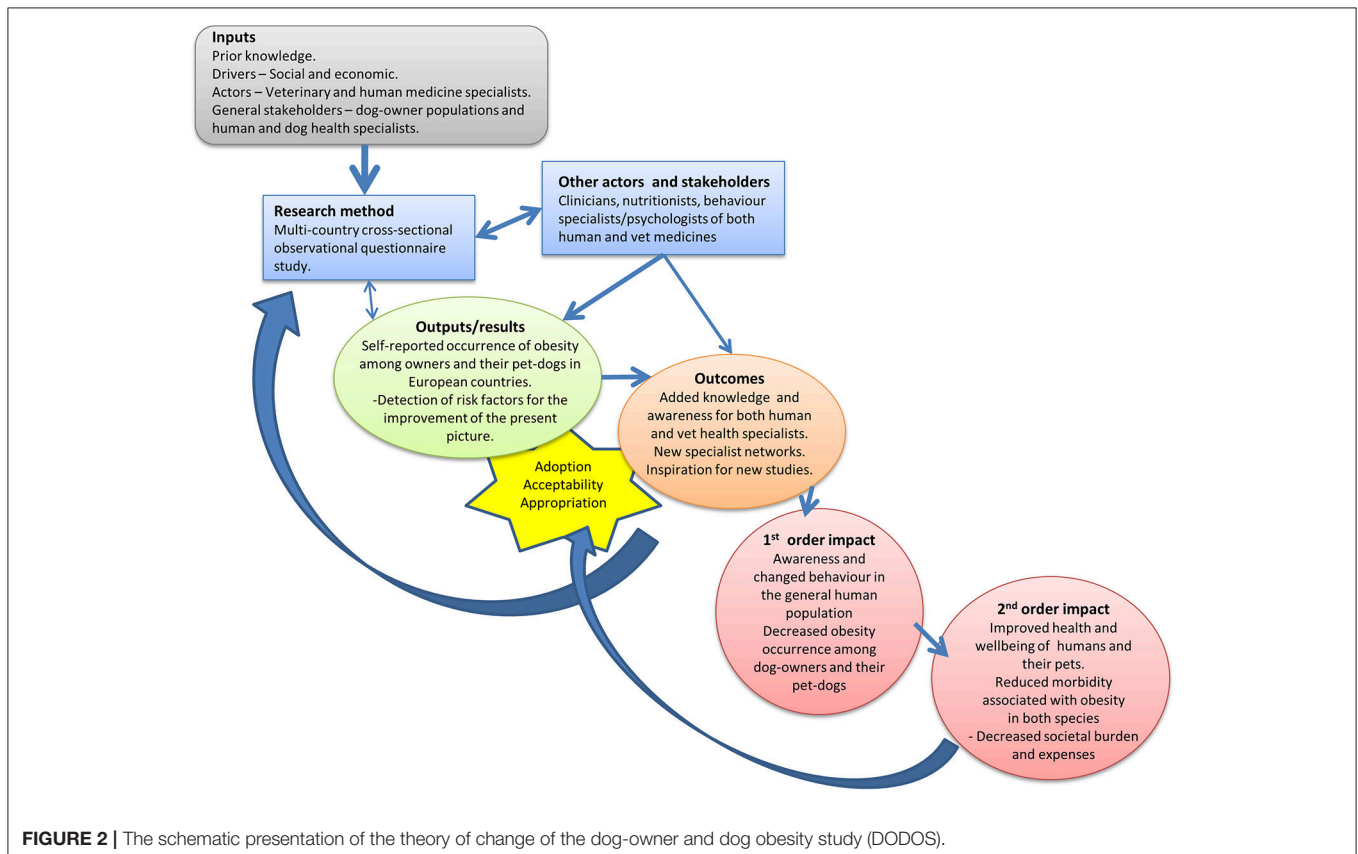 Inputs
Prior knowledge.
Drivers – Social and economic.
Actors – Veterinary and human medicine specialists.
General stakeholders – dog-owner populations and
human and dog health specialists.
Research method
Multi-country cross-sectional
observational questionnaire
study.
Other actors and stakeholders
Clinicians, nutritionists, behaviour
specialists/psychologists of both
human and vet medicines
Outputs/results
Self-reported occurrence of obesity
among owners and their pet-dogs in
European countries.
-Detection of risk factors for the
improvement of the present
picture.
Outcomes
Added knowledge and
awareness for both human
and vet health specialists.
New specialist networks.
Inspiration for new studies.
Adoption
Acceptability
Appropriation
1st order impact
Awareness and
changed behaviour in
the general human
population
Decreased obesity
occurrence among
dog-owners and their
pet-dogs
2nd order impact
Improved health and
wellbeing of humans and
their pets.
Reduced morbidity
associated with obesity
in both species
- Decreased societal burden
and expenses
FIGURE 2 | The schematic presentation of the theory of change of the dog-owner and dog obesity study (DODOS).